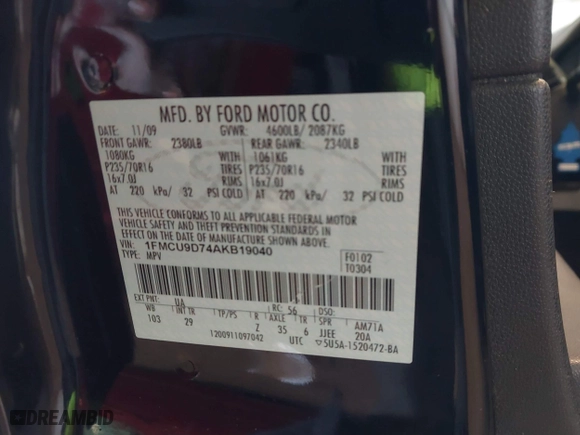 MFD. BY FORD MOTOR CO.
DATE: 11/09 GVWR: 4600LB/ 2087KG
FRONT GAWR: 2380LB REAR GAWR: 2340LB
1080KG WITH 1061KG WITH
P235/70R16 TIRES P235/70R16 TIRES
16x7.0J RIMS 16x7.0J RIMS
AT 220 kPa/ 32 PSI COLD AT 220 kPa/ 32 PSI COLD
THIS VEHICLE CONFORMS TO ALL APPLICABLE FEDERAL MOTOR
VEHICLE SAFETY AND BUMPER STANDARDS IN EFFECT ON THE
DATE OF MANUFACTURE SHOWN ABOVE.
VIN: 1FMCU9D74AKB19040 F0102
TYPE: MPV T0304
EXT PNT: UA RC: 56 DSO:
WB INT TR TP/PS R AXLE TR SPR AM71A
103 29 Z 35 6 JJEE 20A
1200911097042 UTC ▽5U5A-1520472-BA
DREAMBID